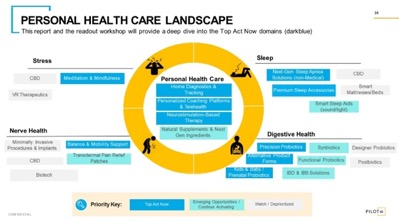 PERSONAL HEALTH CARE LANDSCAPE
This report and the readout workshop will provide a deep dive into the Top Act Now domains (darkblue)
Stress
CBD
Meditation & Mindfulness
VR Therapeutics
Nerve Health
Minimally Invasive
Procedures & Implants
Balance & Mobility Support
CBD
Transdermal Pain Relief
Patches
Biotech
Personal Health Care
Home Diagnostics &
Tracking
Personalized Coaching Platforms
& Telehealth
Neurostimulation-Based
Therapy
Natural Supplements & Next
Gen Ingredients
Sleep
Next-Gen Sleep Apnea
Solutions (non-Medical)
CBD
Premium Sleep Accessories
Smart
Mattresses/Beds
Smart Sleep Aids
(sound/light)
Digestive Health
Precision Probiotics
Synbiotics
Designer Probiotics
Alternative Product
Forms
Functional Probiotics
Postbiotics
Kids & Baby /
Prenatal Probiotics
IBD & IBS Solutions
Priority Key:
Top Act Now
Emerging Opportunities /
Continue Activating
Watch / Deprioritized
CONFIDENTIAL
PILOT